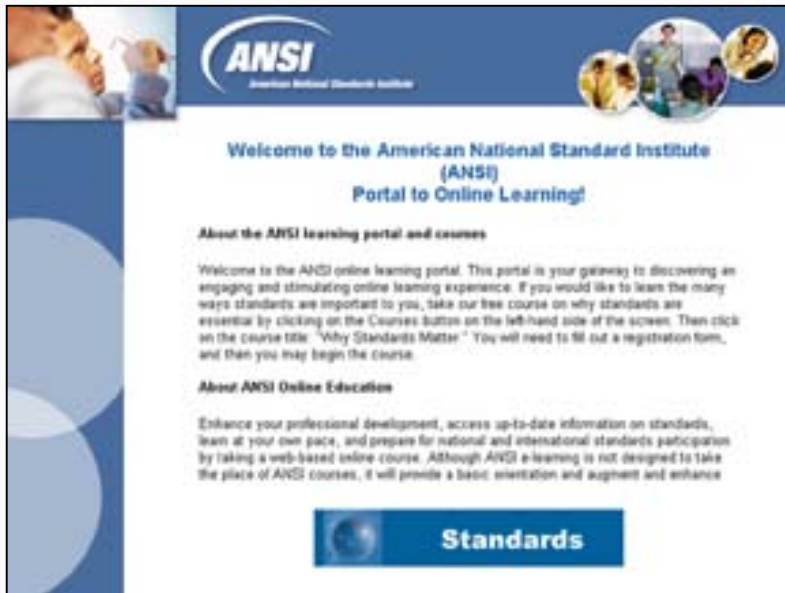 ANSI
American National Standards Institute
Welcome to the American National Standard Institute
(ANSI)
Portal to Online Learning!
About the ANSI learning portal and courses
Welcome to the ANSI online learning portal. This portal is your gateway to discovering an
engaging and stimulating online learning experience. If you would like to learn the many
ways standards are important to you, take our free course on why standards are
essential by clicking on the Courses button on the left-hand side of the screen. Then click
on the course title: "Why Standards Matter." You will need to fill out a registration form,
and then you may begin the course.
About ANSI Online Education
Enhance your professional development, access up-to-date information on standards,
learn at your own pace, and prepare for national and international standards participation
by taking a web-based online course. Although ANSI e-learning is not designed to take
the place of ANSI courses, it will provide a basic orientation and augment and enhance
Standards